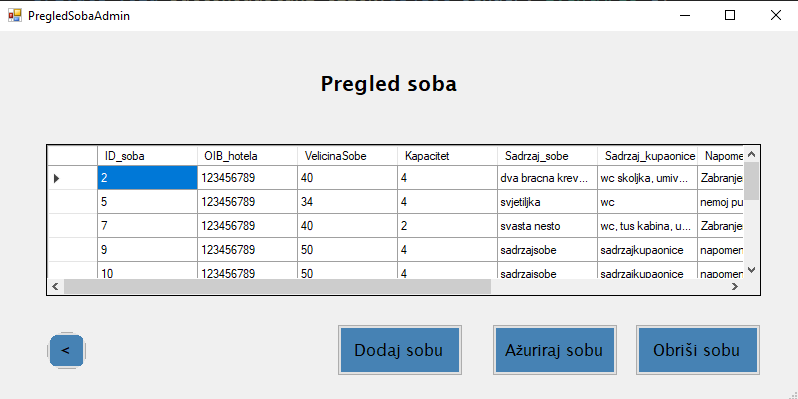 PregledSobaAdmin
Pregled soba
ID_soba OIB_hotela VelicinaSobe Kapacitet Sadrzaj_sobe Sadrzaj_kupaonice Napome
2 123456789 40 4 dva bracna krev... wc skoljka, umiv... Zabranje
5 123456789 34 4 svjetiljka wc nemoj pu
7 123456789 40 2 svasta nesto wc, tus kabina, u... Zabranje
9 123456789 50 4 sadrzajsobe sadrzajkupaonice napomen
10 123456789 50 4 sadrzajsobe sadrzajkupaonice napomen
< Dodaj sobu Ažuriraj sobu Obriši sobu